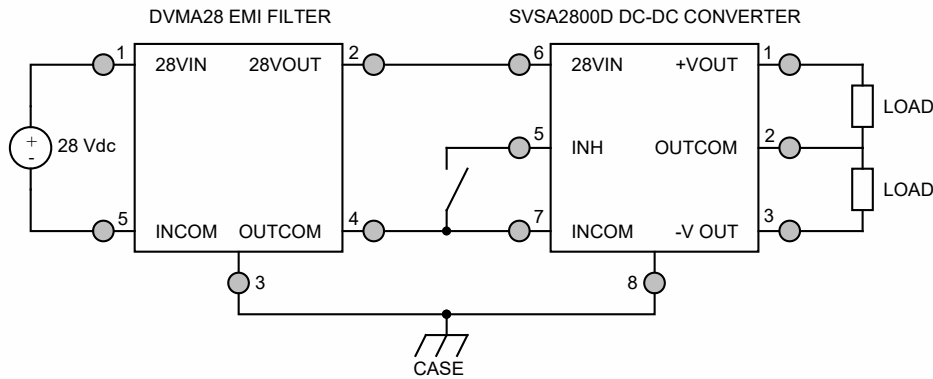 DVMA28 EMI FILTER
SVSA2800D DC-DC CONVERTER
1
28VIN
28VOUT
2
6
28VIN
+VOUT
1
LOAD
+
-
28 Vdc
5
INH
OUTCOM
2
LOAD
5
INCOM
OUTCOM
4
7
INCOM
-V OUT
3
3
8
CASE